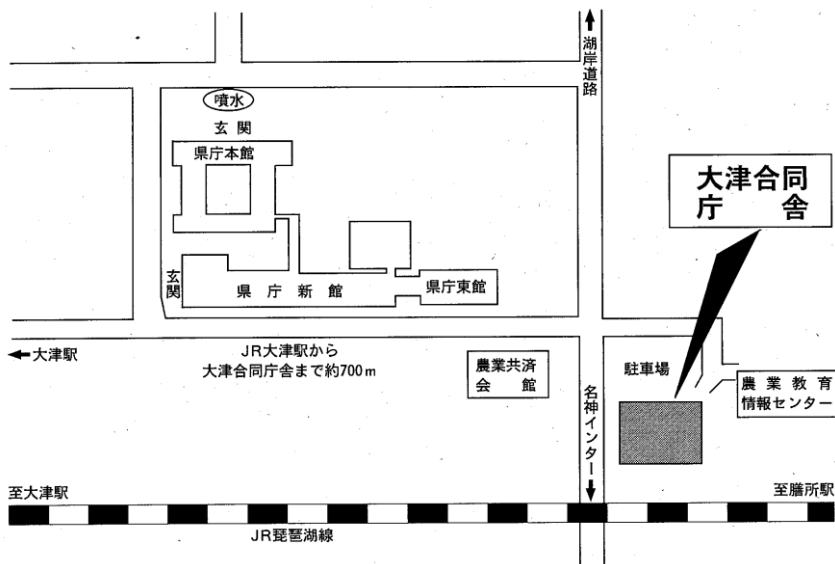 湖岸道路
噴水
玄関
県庁本館
大津合同
庁舎
玄関
県庁新館
県庁東館
大津駅
JR大津駅から
大津合同庁舎まで約700m
農業共済
会館
駐車場
農業教育
情報センター
名神インター
至大津駅
至膳所駅
JR琵琶湖線